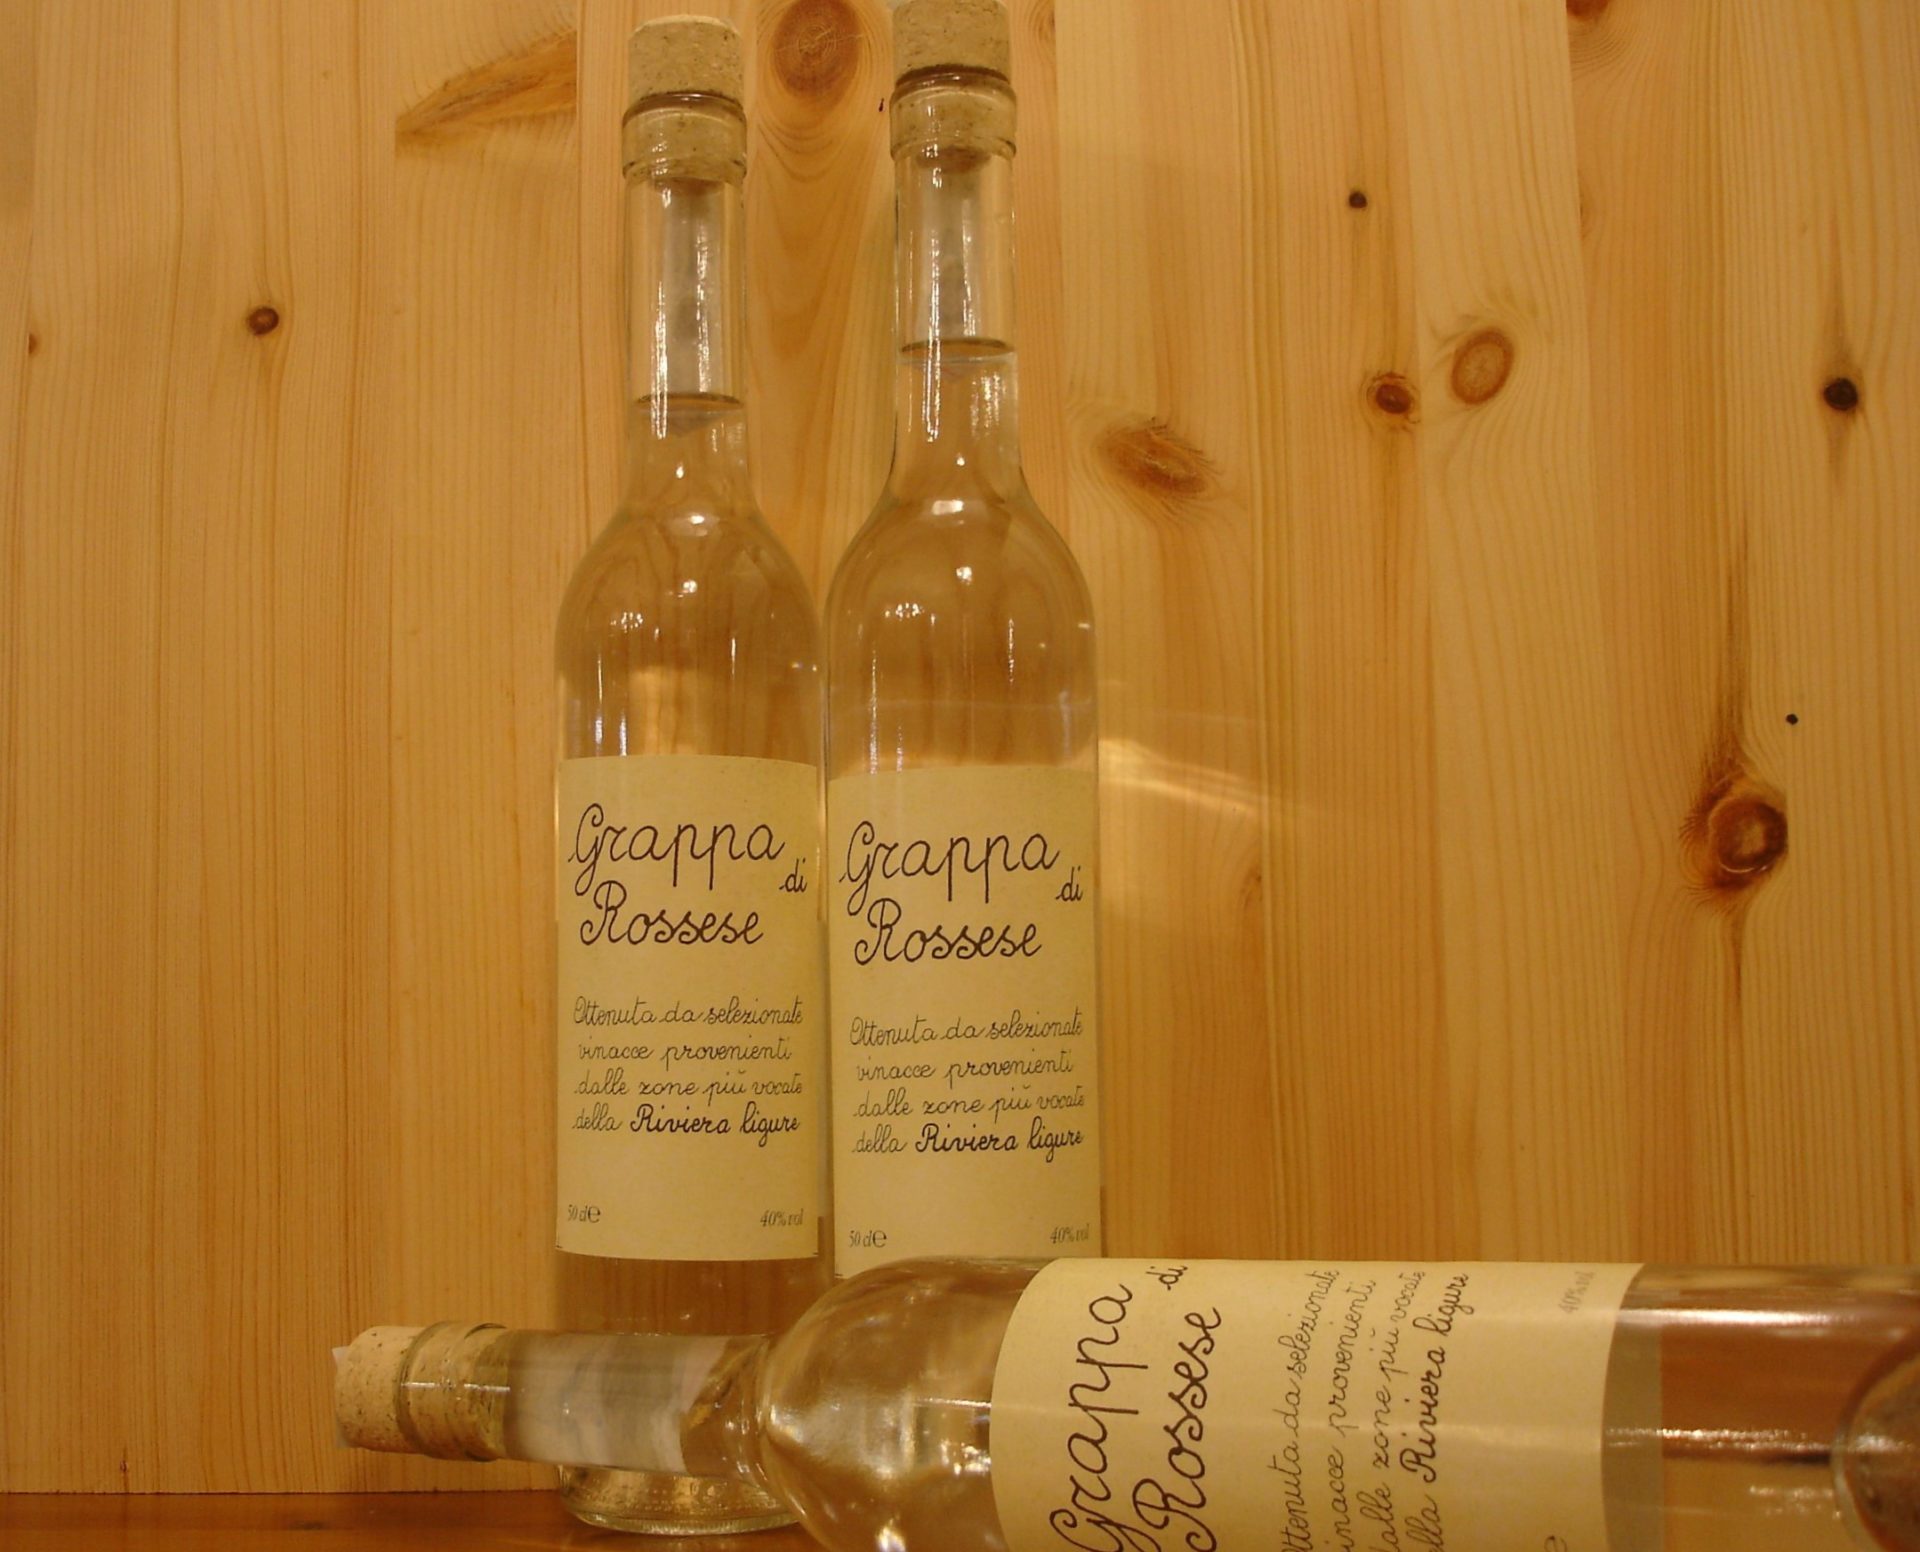 Grappa
di
Rossese
Ottenuta da selezionate
vinacce provenienti
dalle zone più vocate
della Riviera ligure
50 cl e
40% vol
Grappa
di
Rossese
Ottenuta da selezionate
vinacce provenienti
dalle zone più vocate
della Riviera ligure
50 cl e
40% vol
Grappa
di
Rossese
Ottenuta da selezionate
vinacce provenienti
dalle zone più vocate
della Riviera ligure
e
40% vol